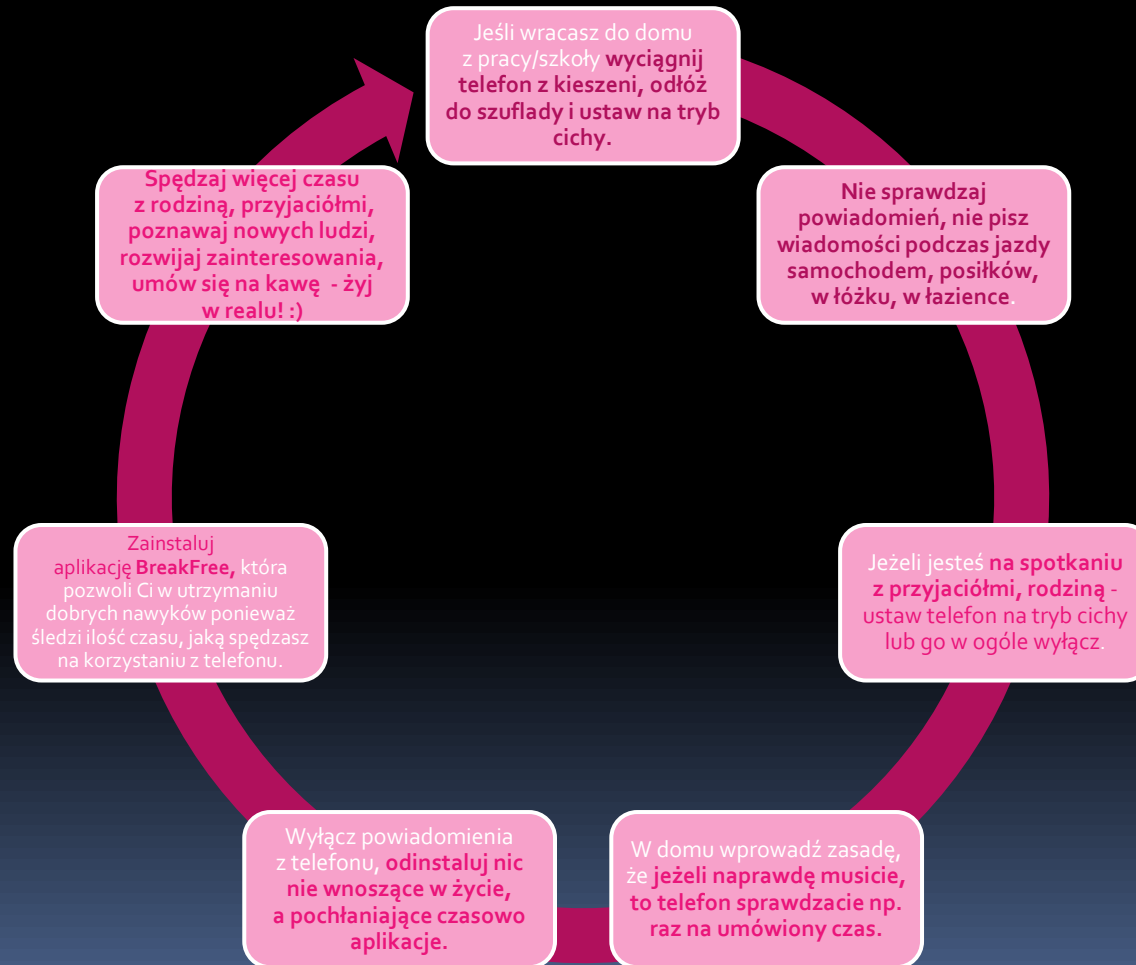 Jeśli wracasz do domu
z pracy/szkoły wyciągnij
telefon z kieszeni, odłóż
do szuflady i ustaw na tryb
cichy.
Nie sprawdzaj
powiadomień, nie pisz
wiadomości podczas jazdy
samochodem, posiłków,
w łóżku, w łazience.
Jeżeli jesteś na spotkaniu
z przyjaciółmi, rodziną -
ustaw telefon na tryb cichy
lub go w ogóle wyłącz.
W domu wprowadź zasadę,
że jeżeli naprawdę musicie,
to telefon sprawdzacie np.
raz na umówiony czas.
Wyłącz powiadomienia
z telefonu, odinstaluj nic
nie wnoszące w życie,
a pochłaniające czasowo
aplikacje.
Zainstaluj
aplikację BreakFree, która
pozwoli Ci w utrzymaniu
dobrych nawyków ponieważ
śledzi ilość czasu, jaką spędzasz
na korzystaniu z telefonu.
Spędzaj więcej czasu
z rodziną, przyjaciółmi,
poznawaj nowych ludzi,
rozwijaj zainteresowania,
umów się na kawę - żyj
w realu! :)